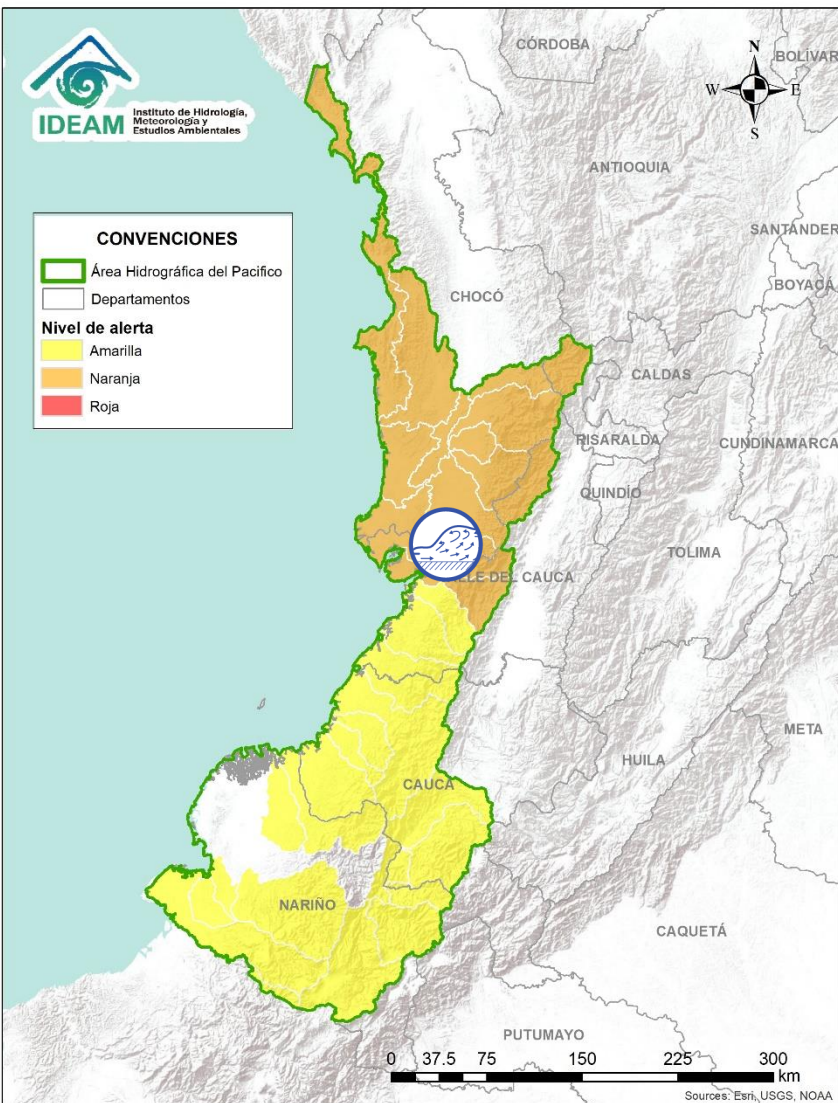 CÓRDOBA
BOLÍVAR
N
W E
S
IDEAM
Instituto de Hidrología,
Meteorología y
Estudios Ambientales
ANTIOQUIA
SANTANDER
BOYACÁ
CONVENCIONES
Área Hidrográfica del Pacifico
Departamentos
Nivel de alerta
Amarilla
Naranja
Roja
CHOCÓ
CALDAS
RISARALDA
CUNDINAMARCA
QUINDÍO
TOLIMA
LLE DEL CAUCA
META
HUILA
CAUCA
NARIÑO
CAQUETÁ
PUTUMAYO
0 37.5 75 150 225 300
km
Sources: Esri, USGS, NOAA